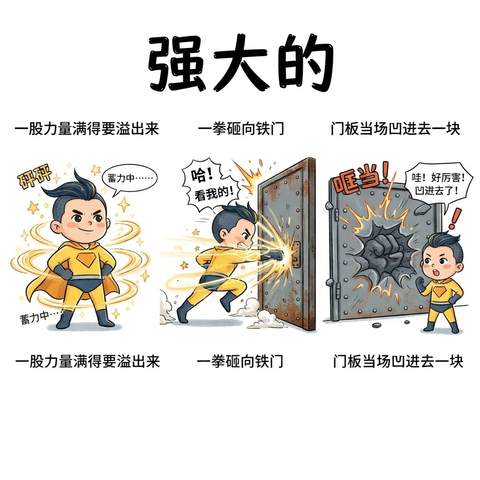 强大的
一股力量满得要溢出来
一拳砸向铁门
门板当场凹进去一块
砰砰
蓄力中……
蓄力中……
哈!
看我的!
哐当!
哇!好厉害!
凹进去了!
!!
一股力量满得要溢出来
一拳砸向铁门
门板当场凹进去一块